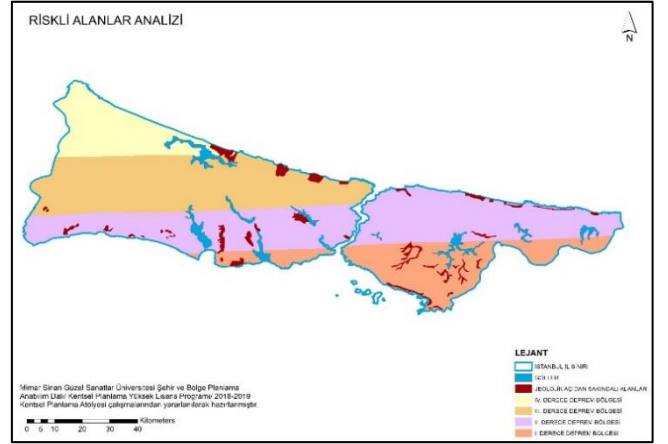 RİSKLİ ALANLAR ANALİZİ
N
LEJANT
İSTANBUL İL SINIRI
GÖLLER
JEOLOJİK AÇIDAN SAKINCALI ALANLAR
IV. DERECE DEPREM BÖLGESİ
III. DERECE DEPREM BÖLGESİ
II. DERECE DEPREM BÖLGESİ
I. DERECE DEPREM BÖLGESİ
Mimar Sinan Güzel Sanatlar Üniversitesi Şehir ve Bölge Planlama
Anabilim Dalı/ Kentsel Planlama Yüksek Lisans Programı/ 2018-2019
Kentsel Planlama Atölyesi çalışmalarından yararlanılarak hazırlanmıştır.
Kilometers
0 5 10 20 30 40